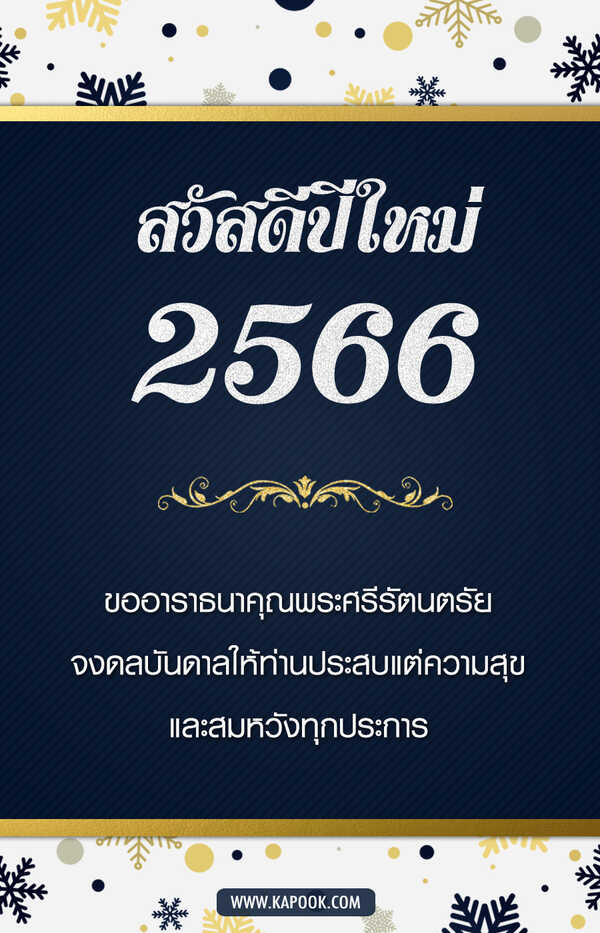 สวัสดีปีใหม่
2566
ขออาราธนาคุณพระศรีรัตนตรัย
จงดลบันดาลให้ท่านประสบแต่ความสุข
และสมหวังทุกประการ
WWW.KAPOOK.COM